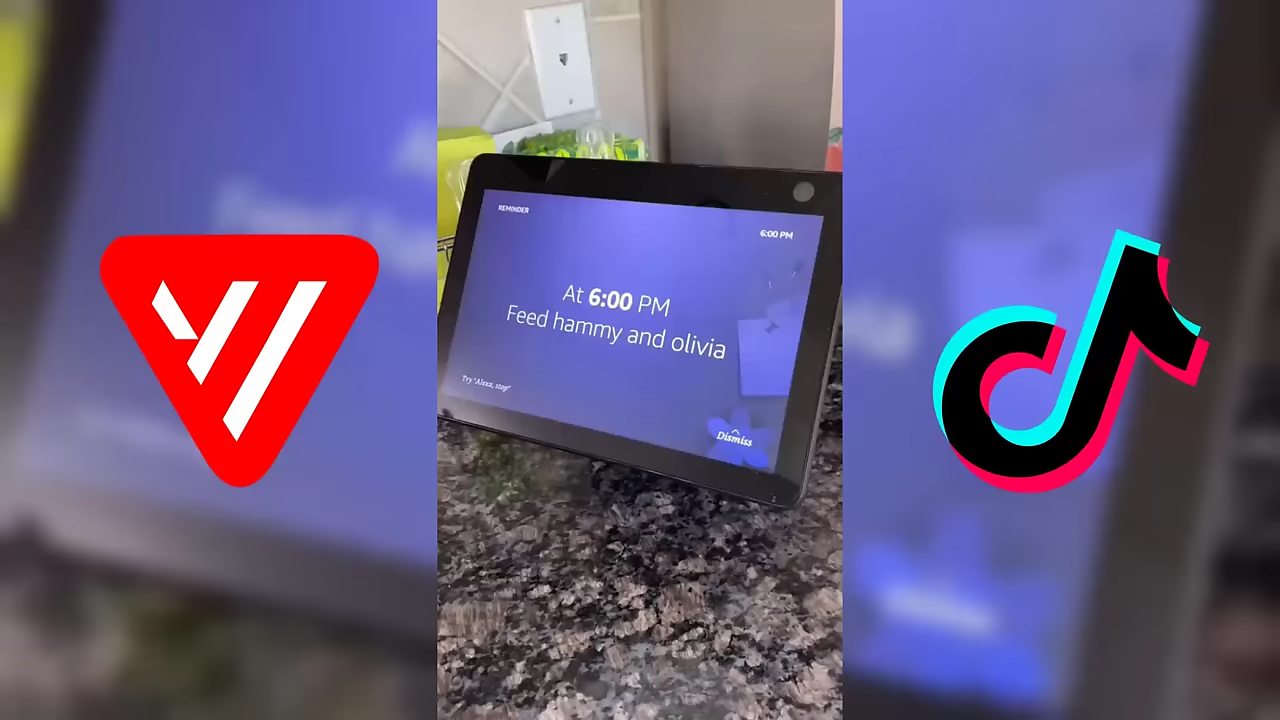 REMINDER
6:00 PM
At 6:00 PM
Feed hammy and olivia
Try "Alexa, stop"
Dismiss